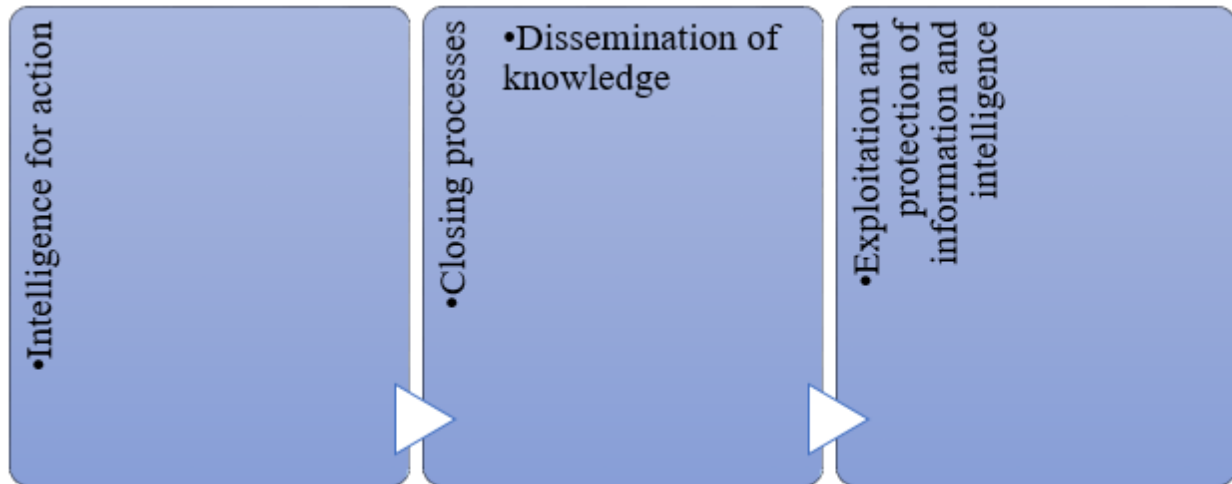 •Intelligence for action
•Closing processes
•Dissemination of
knowledge
•Exploitation and
protection of
information and
intelligence